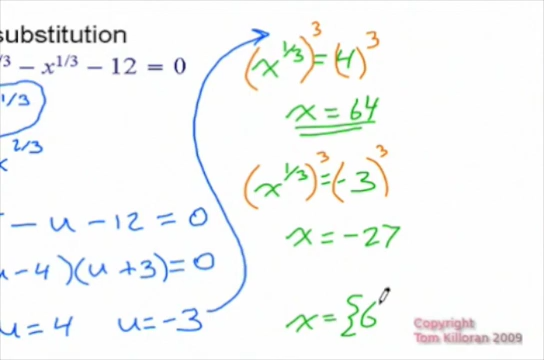 substitution
/3 − x^{1/3} − 12 = 0
1/3
x^{2/3}
− u − 12 = 0
u − 4)(u + 3) = 0
u = 4   u = −3
(x^{1/3})^3 = (4)^3
x = 64
(x^{1/3})^3 = (−3)^3
x = −27
x = {6
Copyright
Tom Killoran 2009